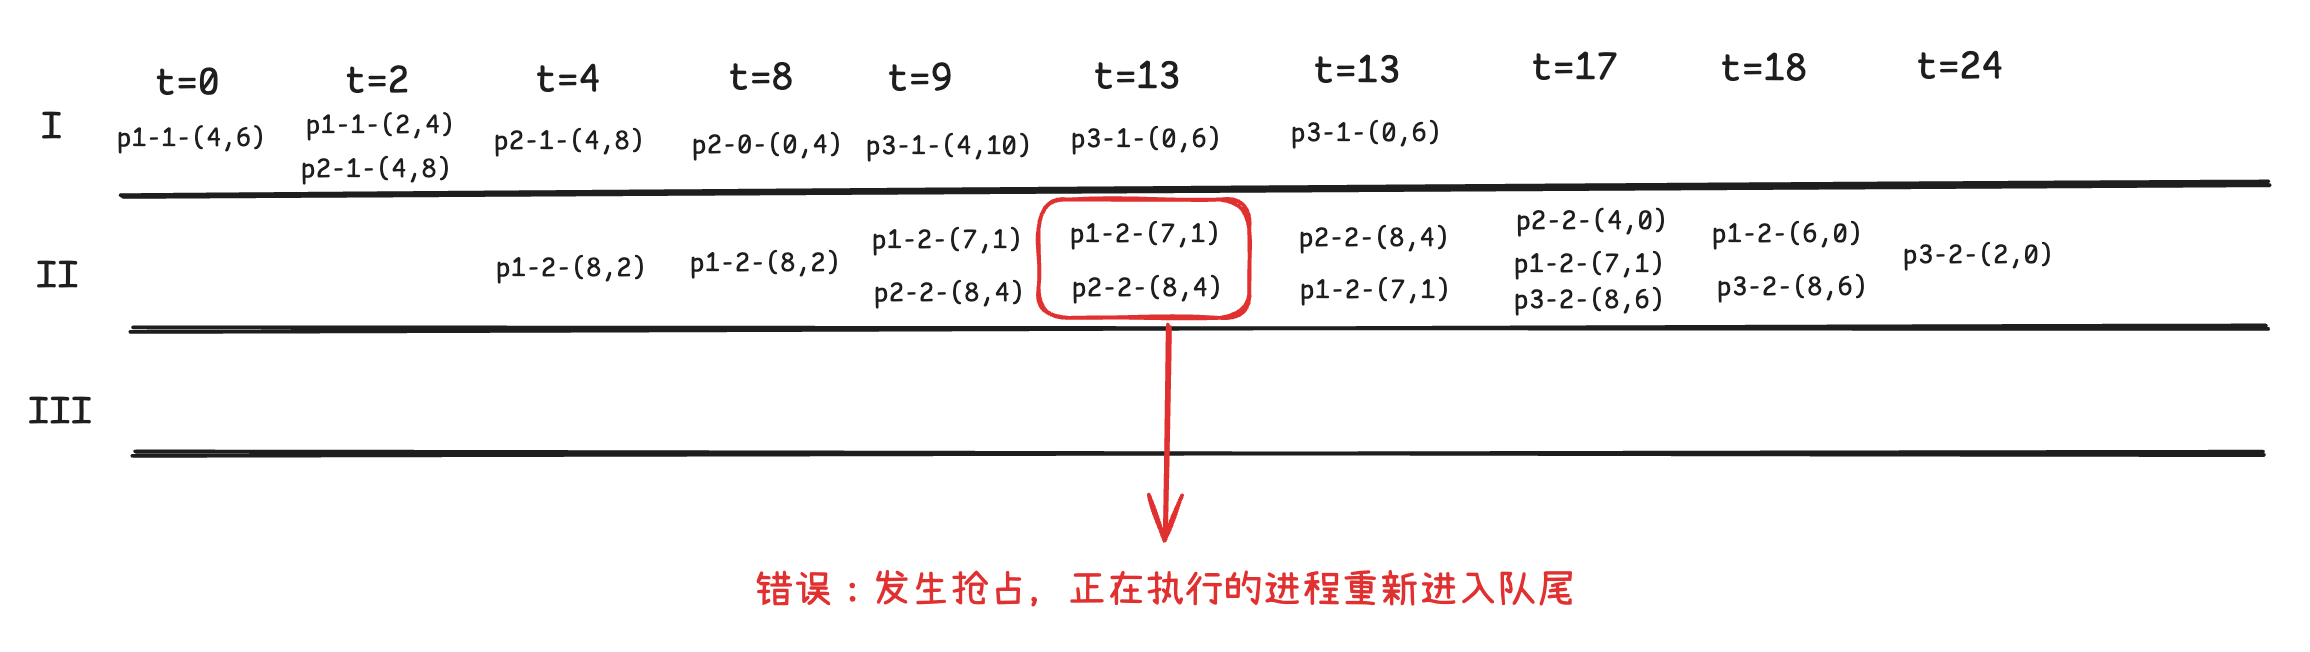 t=0 t=2 t=4 t=8 t=9 t=13 t=13 t=17 t=18 t=24
I
p1-1-(4,6) p1-1-(2,4) p2-1-(4,8) p2-0-(0,4) p3-1-(4,10) p3-1-(0,6) p3-1-(0,6)
p2-1-(4,8)
II
p1-2-(8,2) p1-2-(8,2) p1-2-(7,1) p1-2-(7,1) p2-2-(8,4) p2-2-(4,0) p1-2-(6,0) p3-2-(2,0)
p2-2-(8,4) p2-2-(8,4) p1-2-(7,1) p1-2-(7,1) p3-2-(8,6)
p3-2-(8,6)
III
错误：发生抢占，正在执行的进程重新进入队尾